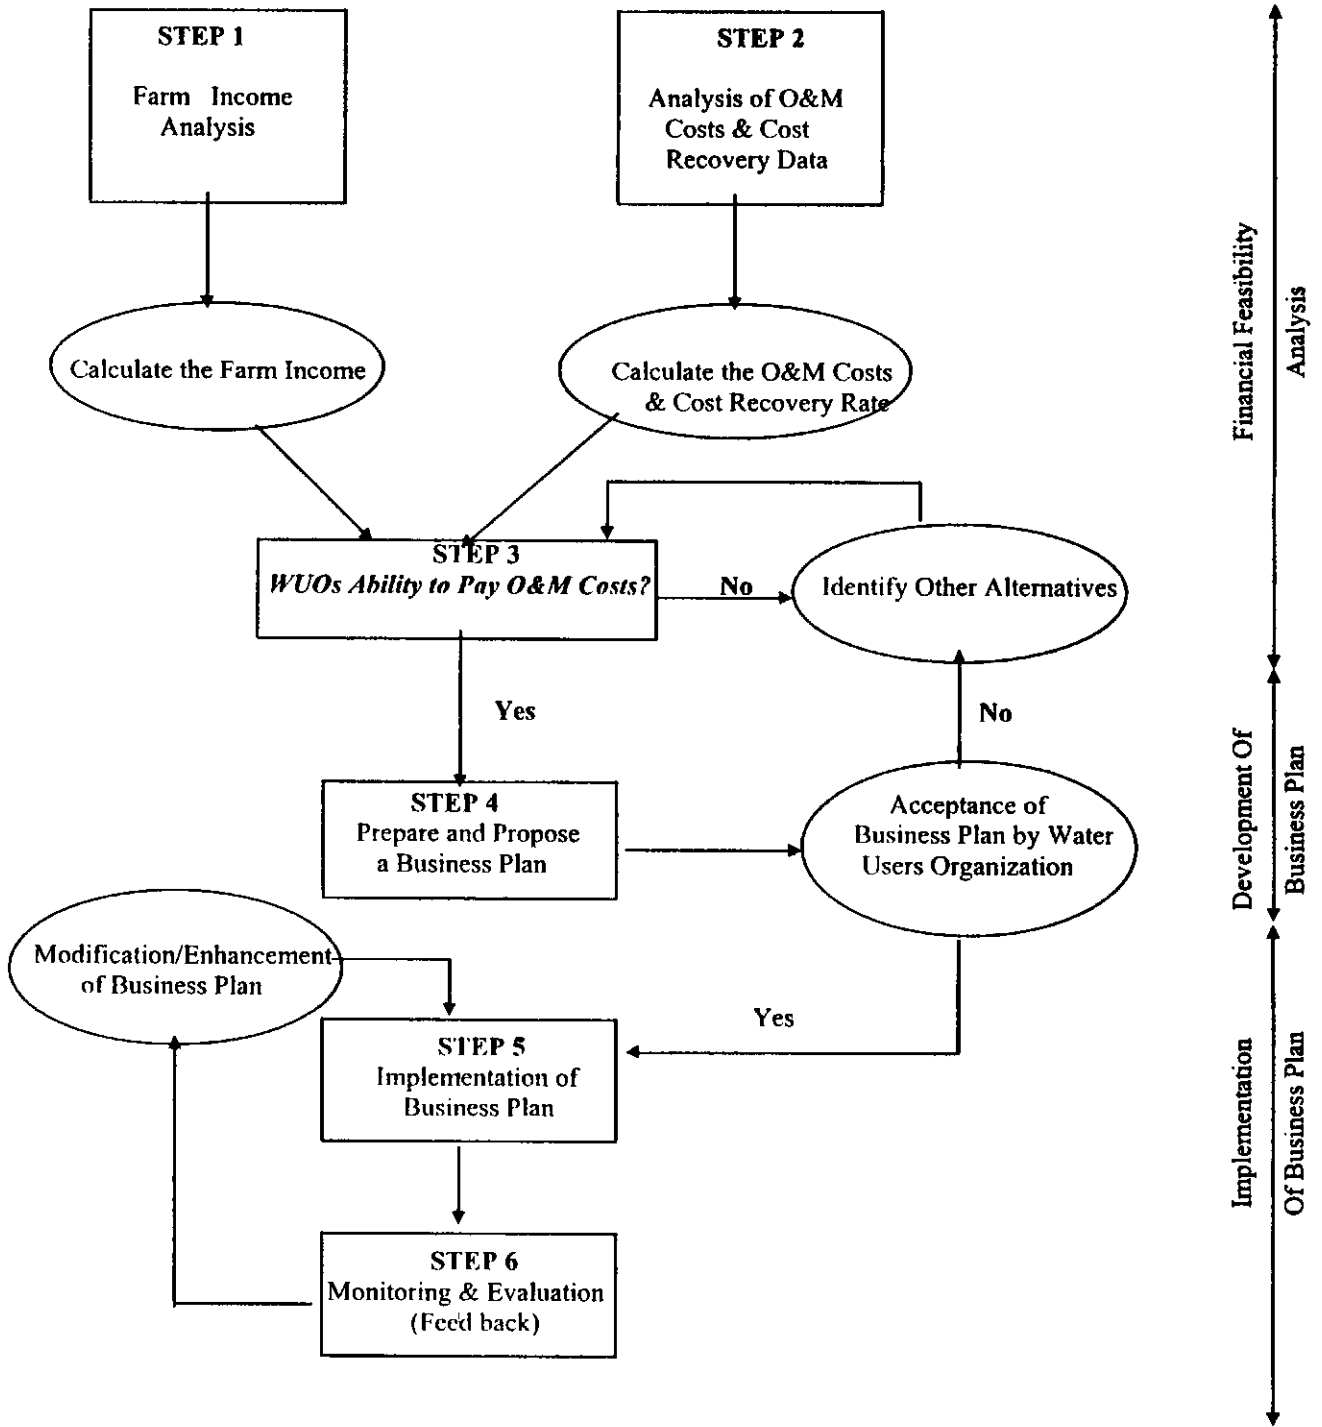 STEP 1
Farm Income
Analysis
STEP 2
Analysis of O&M
Costs & Cost
Recovery Data
Calculate the Farm Income
Calculate the O&M Costs
& Cost Recovery Rate
STEP 3
WUOs Ability to Pay O&M Costs?
No
Identify Other Alternatives
Yes
No
STEP 4
Prepare and Propose
a Business Plan
Acceptance of
Business Plan by Water
Users Organization
Modification/Enhancement
of Business Plan
Yes
STEP 5
Implementation of
Business Plan
STEP 6
Monitoring & Evaluation
(Feed back)
Financial Feasibility
Analysis
Development Of
Business Plan
Implementation
Of Business Plan